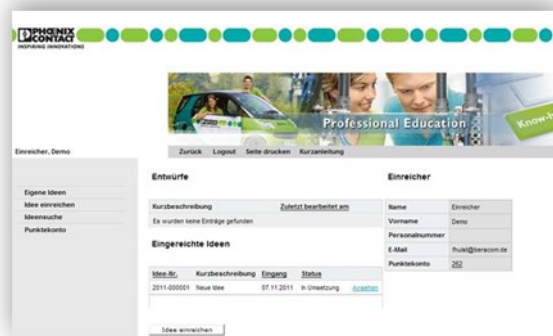 PHŒNIX
CONTACT
INSPIRING INNOVATIONS
Professional Education
Know-h
Einreicher, Demo
Zurück Logout Seite drucken Kurzanleitung
Eigene Ideen
Idee einreichen
Ideensuche
Punktekonto
Entwürfe
Kurzbeschreibung Zuletzt bearbeitet am
Es wurden keine Einträge gefunden
Eingereichte Ideen
Idee-Nr. Kurzbeschreibung Eingang Status
2011-000001 Neue Idee 07.11.2011 In Umsetzung Ansehen
Idee einreichen
Einreicher
Name Einreicher
Vorname Demo
Personalnummer
E-Mail fhulsl@beracom.de
Punktekonto 262